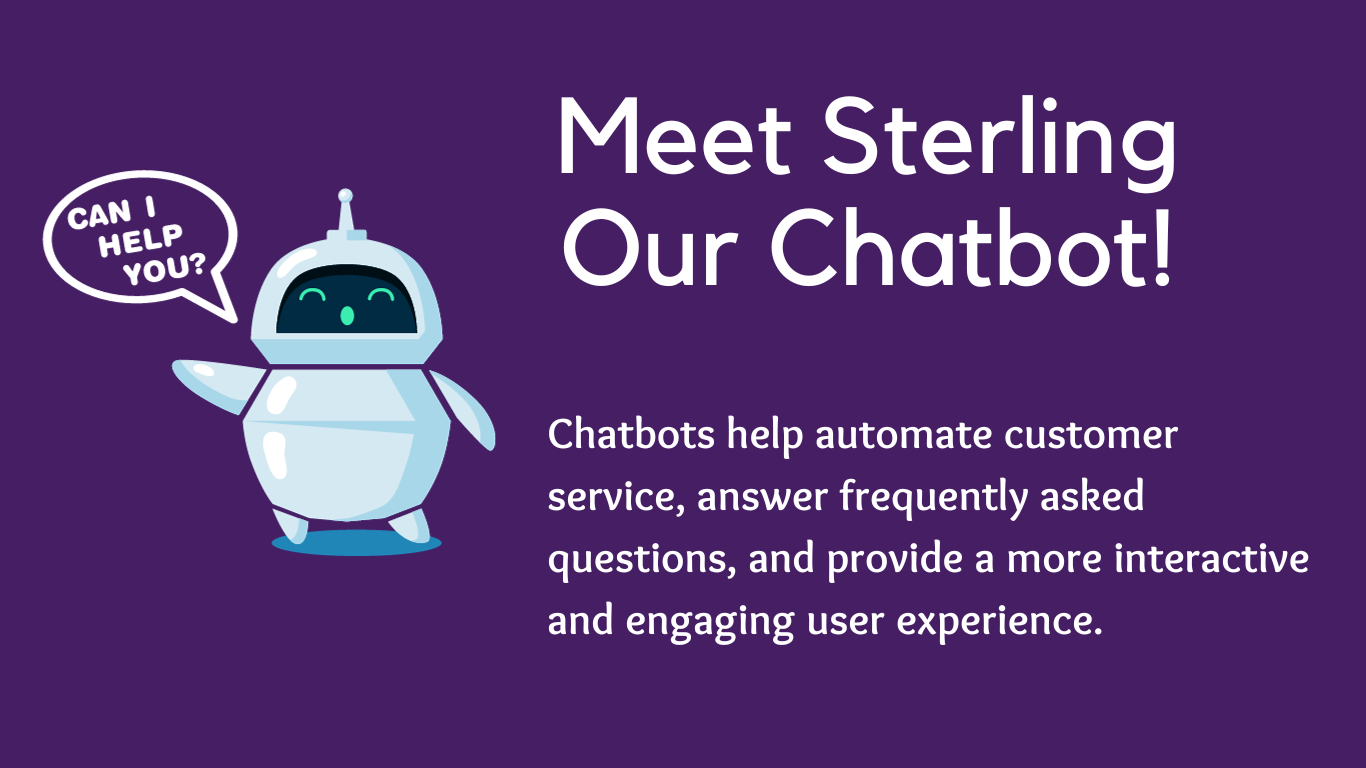 Meet Sterling
Our Chatbot!
CAN I
HELP
YOU?
Chatbots help automate customer
service, answer frequently asked
questions, and provide a more interactive
and engaging user experience.